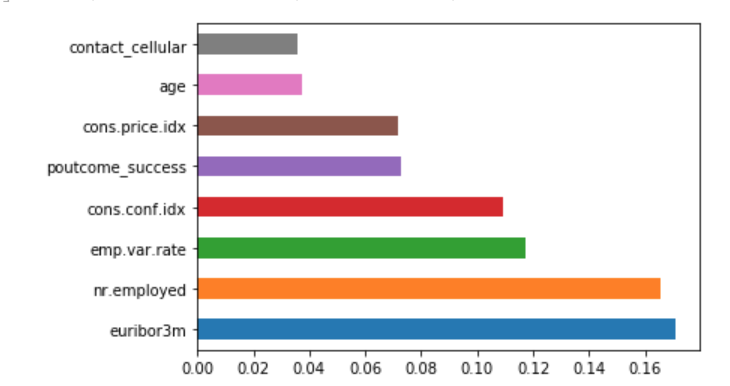 contact_cellular
age
cons.price.idx
poutcome_success
cons.conf.idx
emp.var.rate
nr.employed
euribor3m
0.00 0.02 0.04 0.06 0.08 0.10 0.12 0.14 0.16